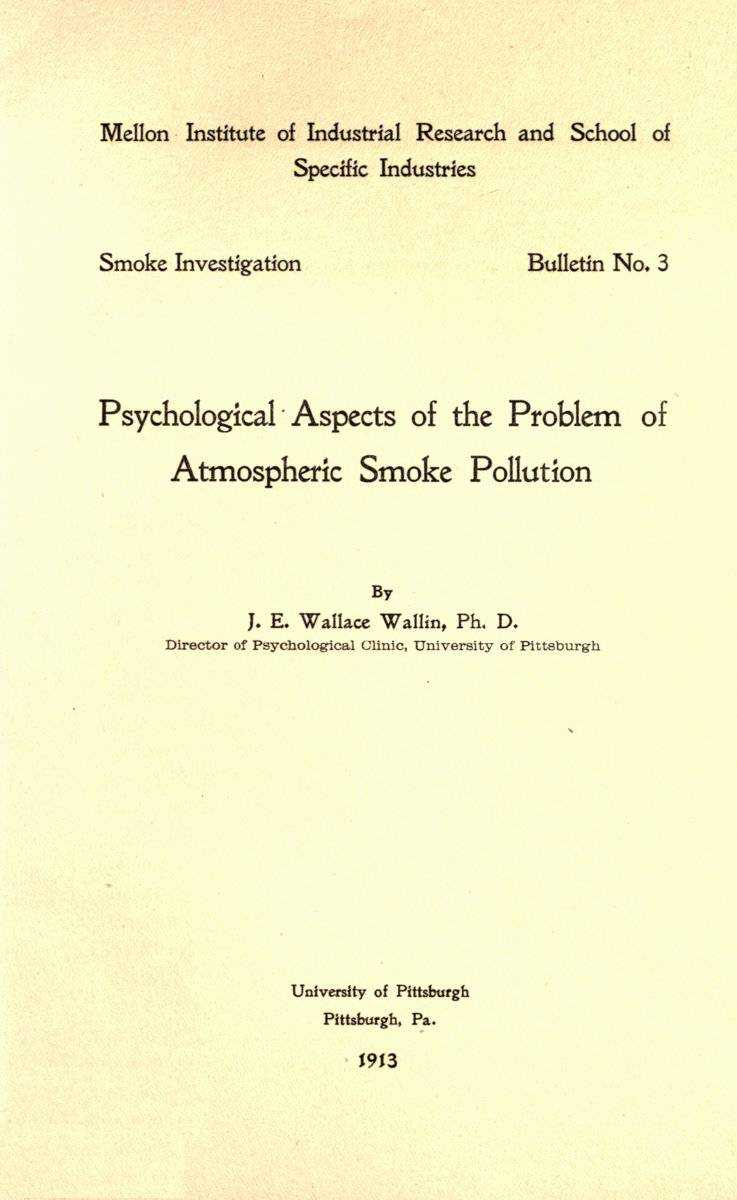 Mellon Institute of Industrial Research and School of
Specific Industries
Smoke Investigation Bulletin No. 3
Psychological Aspects of the Problem of
Atmospheric Smoke Pollution
By
J. E. Wallace Wallin, Ph. D.
Director of Psychological Clinic, University of Pittsburgh
University of Pittsburgh
Pittsburgh, Pa.
1913